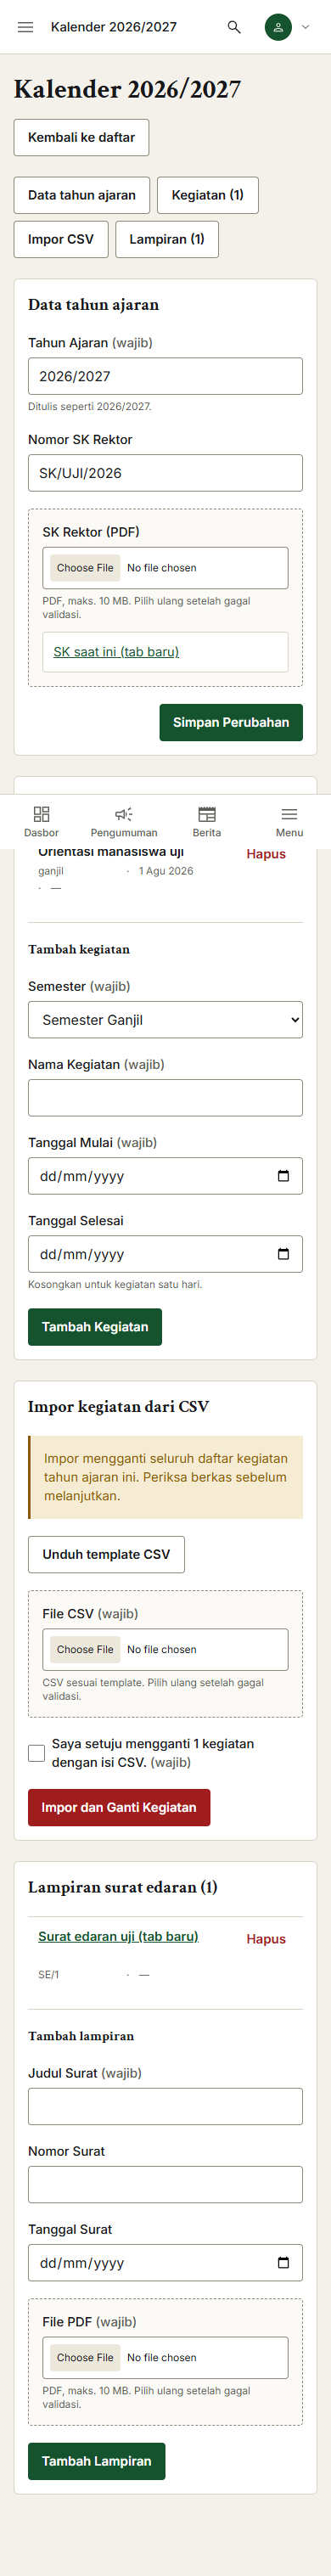 Kalender 2026/2027
Kalender 2026/2027
Kembali ke daftar
Data tahun ajaran
Kegiatan (1)
Impor CSV
Lampiran (1)
Data tahun ajaran
Tahun Ajaran (wajib)
2026/2027
Ditulis seperti 2026/2027.
Nomor SK Rektor
SK/UJI/2026
SK Rektor (PDF)
Choose File No file chosen
PDF, maks. 10 MB. Pilih ulang setelah gagal
validasi.
SK saat ini (tab baru)
Simpan Perubahan
Dasbor
Pengumuman
Berita
Menu
Orientasi mahasiswa uji
Hapus
ganjil · 1 Agu 2026
· —
Tambah kegiatan
Semester (wajib)
Semester Ganjil
Nama Kegiatan (wajib)
Tanggal Mulai (wajib)
dd/mm/yyyy
Tanggal Selesai
dd/mm/yyyy
Kosongkan untuk kegiatan satu hari.
Tambah Kegiatan
Impor kegiatan dari CSV
Impor mengganti seluruh daftar kegiatan
tahun ajaran ini. Periksa berkas sebelum
melanjutkan.
Unduh template CSV
File CSV (wajib)
Choose File No file chosen
CSV sesuai template. Pilih ulang setelah gagal
validasi.
Saya setuju mengganti 1 kegiatan
dengan isi CSV. (wajib)
Impor dan Ganti Kegiatan
Lampiran surat edaran (1)
Surat edaran uji (tab baru)
Hapus
SE/1 · —
Tambah lampiran
Judul Surat (wajib)
Nomor Surat
Tanggal Surat
dd/mm/yyyy
File PDF (wajib)
Choose File No file chosen
PDF, maks. 10 MB. Pilih ulang setelah gagal
validasi.
Tambah Lampiran